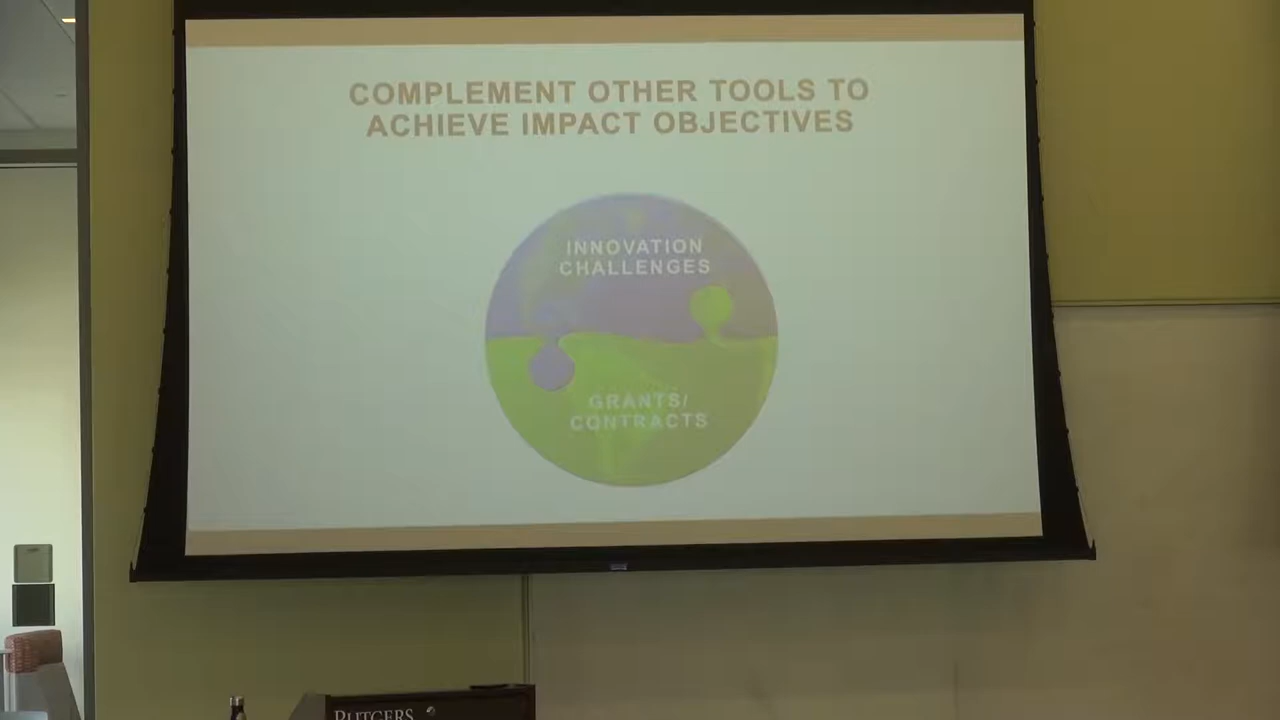 COMPLEMENT OTHER TOOLS TO
ACHIEVE IMPACT OBJECTIVES
INNOVATION
CHALLENGES
GRANTS/
CONTRACTS
RUTGERS